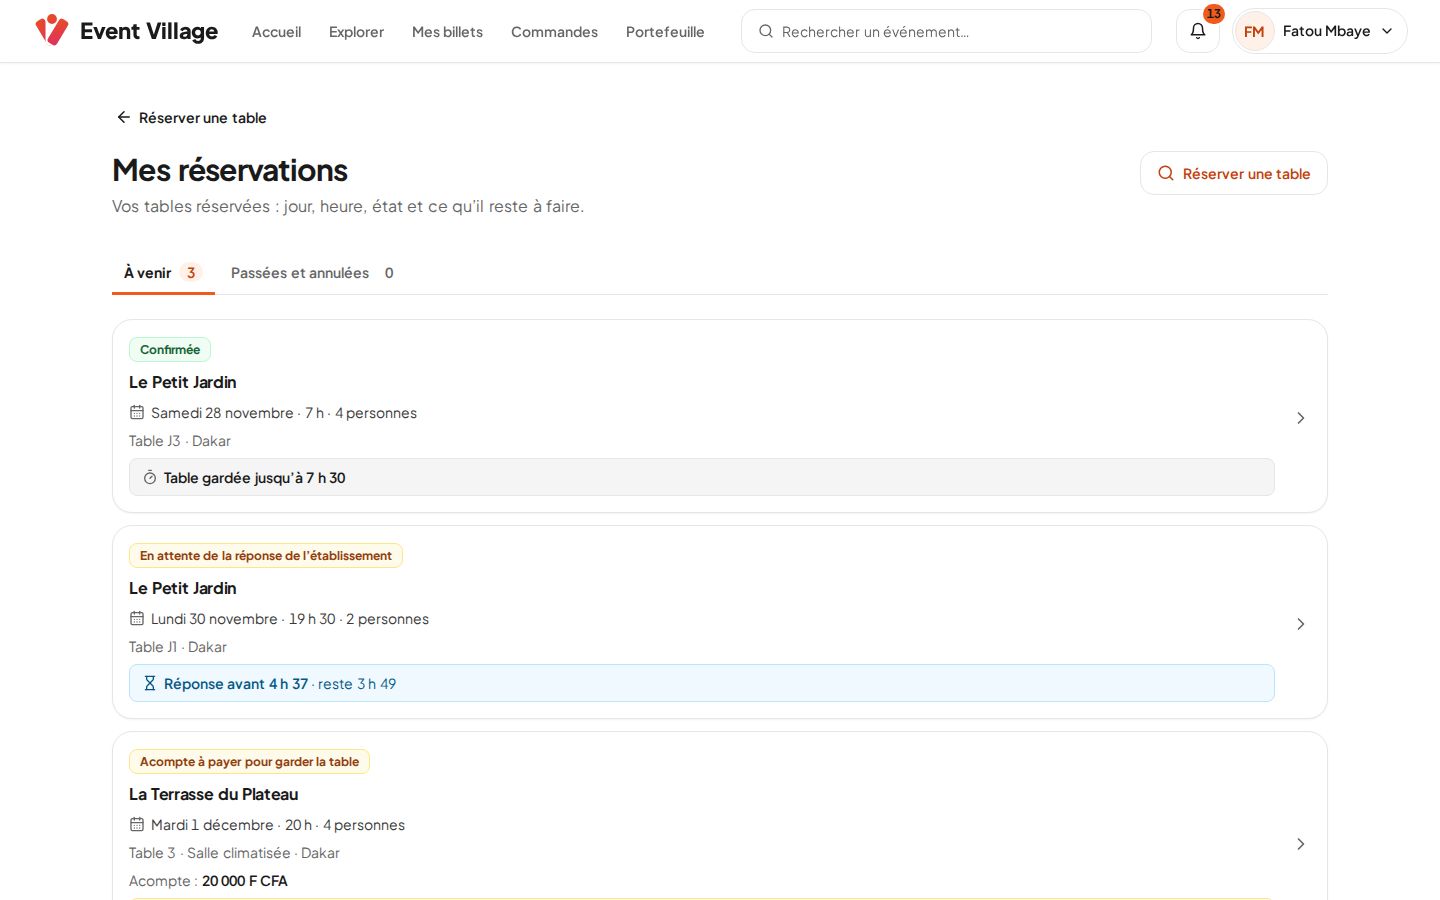 Event Village
Accueil
Explorer
Mes billets
Commandes
Portefeuille
Rechercher un événement…
13
FM
Fatou Mbaye
Réserver une table
Mes réservations
Vos tables réservées : jour, heure, état et ce qu’il reste à faire.
Réserver une table
À venir 3
Passées et annulées 0
Confirmée
Le Petit Jardin
Samedi 28 novembre · 7 h · 4 personnes
Table J3 · Dakar
Table gardée jusqu’à 7 h 30
En attente de la réponse de l’établissement
Le Petit Jardin
Lundi 30 novembre · 19 h 30 · 2 personnes
Table J1 · Dakar
Réponse avant 4 h 37 · reste 3 h 49
Acompte à payer pour garder la table
La Terrasse du Plateau
Mardi 1 décembre · 20 h · 4 personnes
Table 3 · Salle climatisée · Dakar
Acompte : 20 000 F CFA